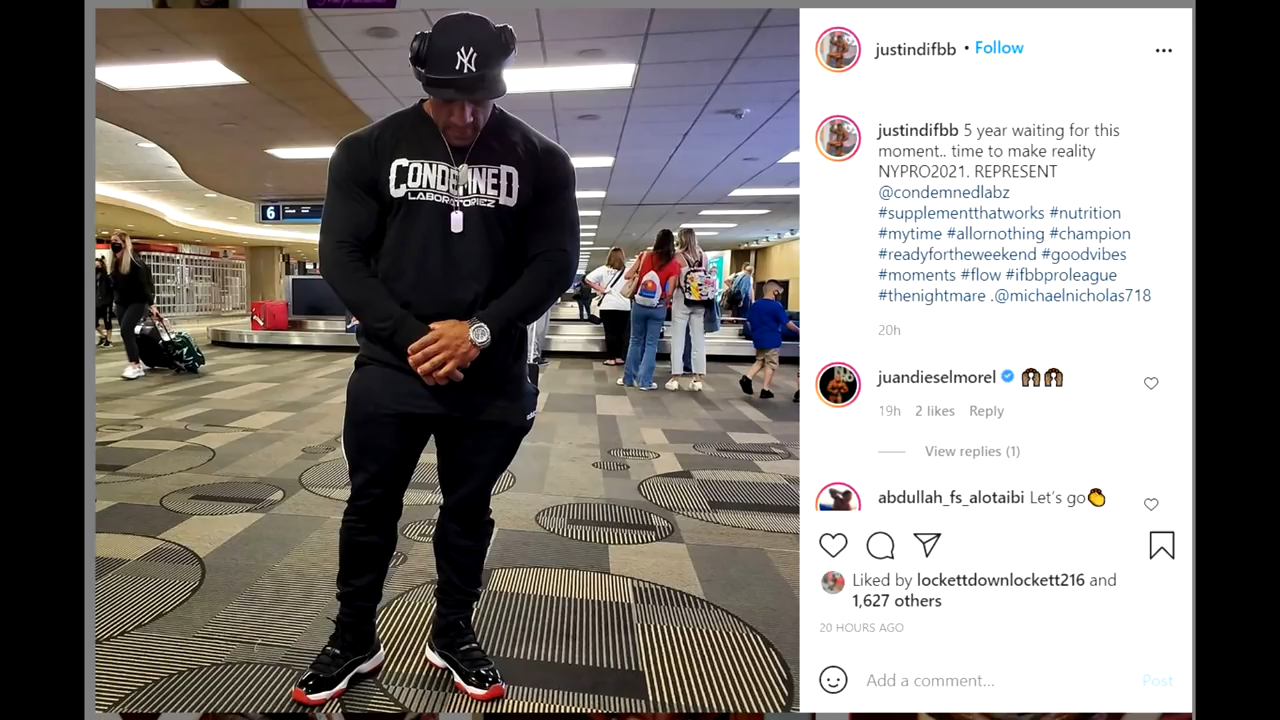 NY
CONDEMNED
LABORATORIEZ
6
justindifbb • Follow
justindifbb 5 year waiting for this
moment.. time to make reality
NYPRO2021. REPRESENT
@condemnedlabz
#supplementthatworks #nutrition
#mytime #allornothing #champion
#readyfortheweekend #goodvibes
#moments #flow #ifbbproleague
#thenightmare .@michaelnicholas718
20h
juandieselmorel
19h 2 likes Reply
View replies (1)
abdullah_fs_alotaibi Let's go
Liked by lockettdownlockett216 and
1,627 others
20 HOURS AGO
Add a comment...
Post